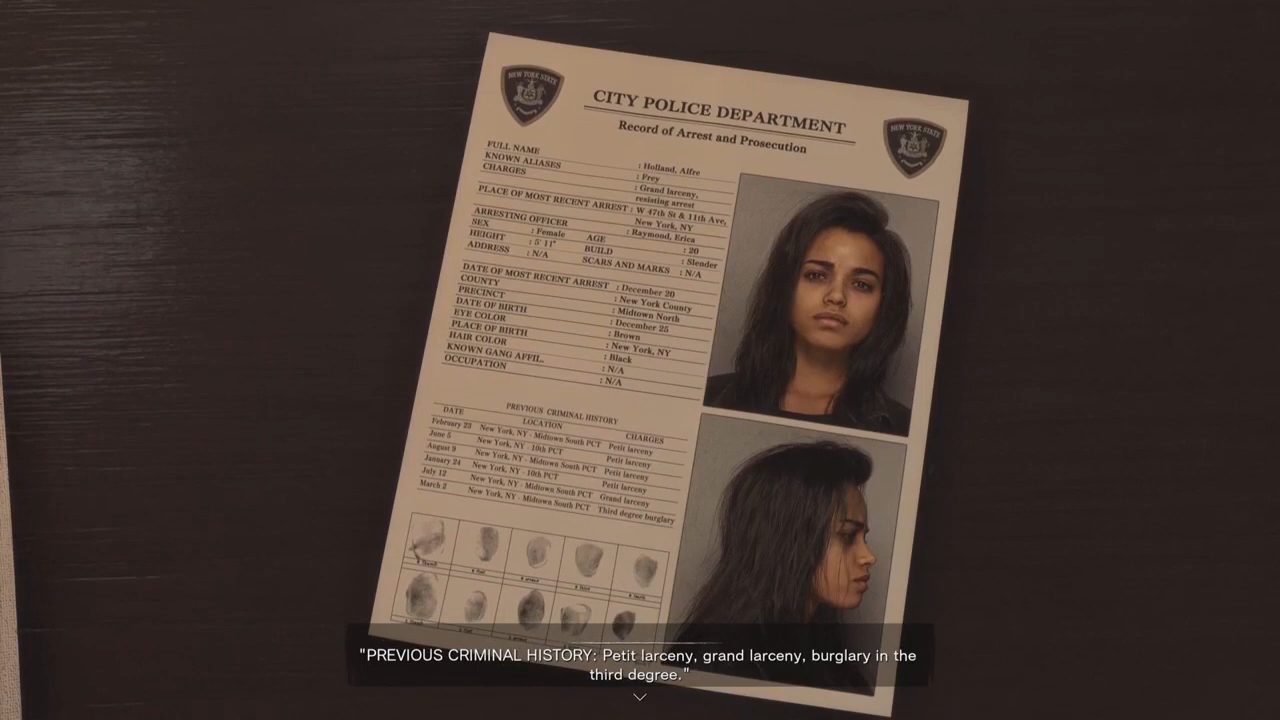 NEW YORK STATE
CITY POLICE DEPARTMENT
Record of Arrest and Prosecution
NEW YORK STATE
FULL NAME : Holland, Alfre
KNOWN ALIASES : Frey
CHARGES : Grand larceny,
resisting arrest
PLACE OF MOST RECENT ARREST : W 47th St & 11th Ave,
New York, NY
ARRESTING OFFICER : Raymond, Erica
SEX : Female AGE : 20
HEIGHT : 5' 11" BUILD : Slender
ADDRESS : N/A SCARS AND MARKS : N/A
DATE OF MOST RECENT ARREST : December 20
COUNTY : New York County
PRECINCT : Midtown North
DATE OF BIRTH : December 25
EYE COLOR : Brown
PLACE OF BIRTH : New York, NY
HAIR COLOR : Black
KNOWN GANG AFFIL. : N/A
OCCUPATION : N/A
PREVIOUS CRIMINAL HISTORY
DATE LOCATION CHARGES
February 23 New York, NY - Midtown South PCT Petit larceny
June 5 New York, NY - 10th PCT Petit larceny
August 9 New York, NY - Midtown South PCT Petit larceny
January 24 New York, NY - 10th PCT Petit larceny
July 12 New York, NY - Midtown South PCT Grand larceny
March 2 New York, NY - Midtown South PCT Third degree burglary
"PREVIOUS CRIMINAL HISTORY: Petit larceny, grand larceny, burglary in the
third degree."